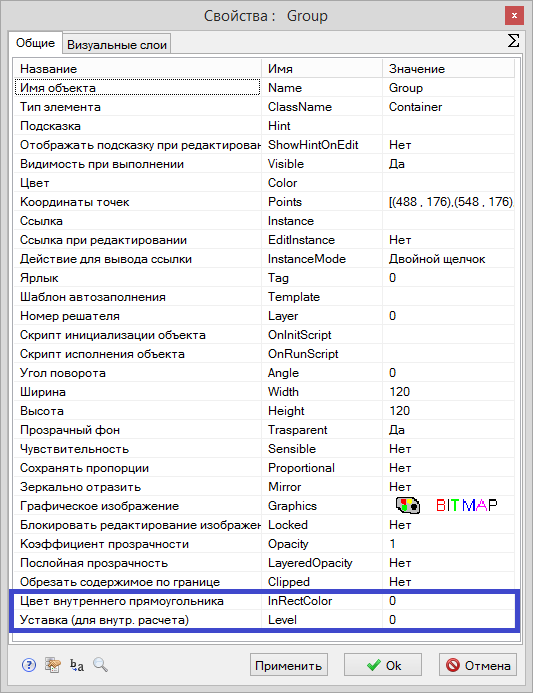 Свойства : Group
x
Общие Визуальные слои Σ
Название Имя Значение
Имя объекта Name Group
Тип элемента ClassName Container
Подсказка Hint
Отображать подсказку при редактирован ShowHintOnEdit Нет
Видимость при выполнении Visible Да
Цвет Color
Координаты точек Points [(488 , 176),(548 , 176)
Ссылка Instance
Ссылка при редактировании EditInstance Нет
Действие для вывода ссылки InstanceMode Двойной щелчок
Ярлык Tag 0
Шаблон автозаполнения Template
Номер решателя Layer 0
Скрипт инициализации объекта OnInitScript
Скрипт исполнения объекта OnRunScript
Угол поворота Angle 0
Ширина Width 120
Высота Height 120
Прозрачный фон Trasparent Да
Чувствительность Sensible Нет
Сохранять пропорции Proportional Нет
Зеркально отразить Mirror Нет
Графическое изображение Graphics BITMAP
Блокировать редактирование изображен Locked Нет
Коэффициент прозрачности Opacity 1
Послойная прозрачность LayeredOpacity Нет
Обрезать содержимое по границе Clipped Нет
Цвет внутреннего прямоугольника InRectColor 0
Уставка (для внутр. расчета) Level 0
? ba Применить Ok Отмена